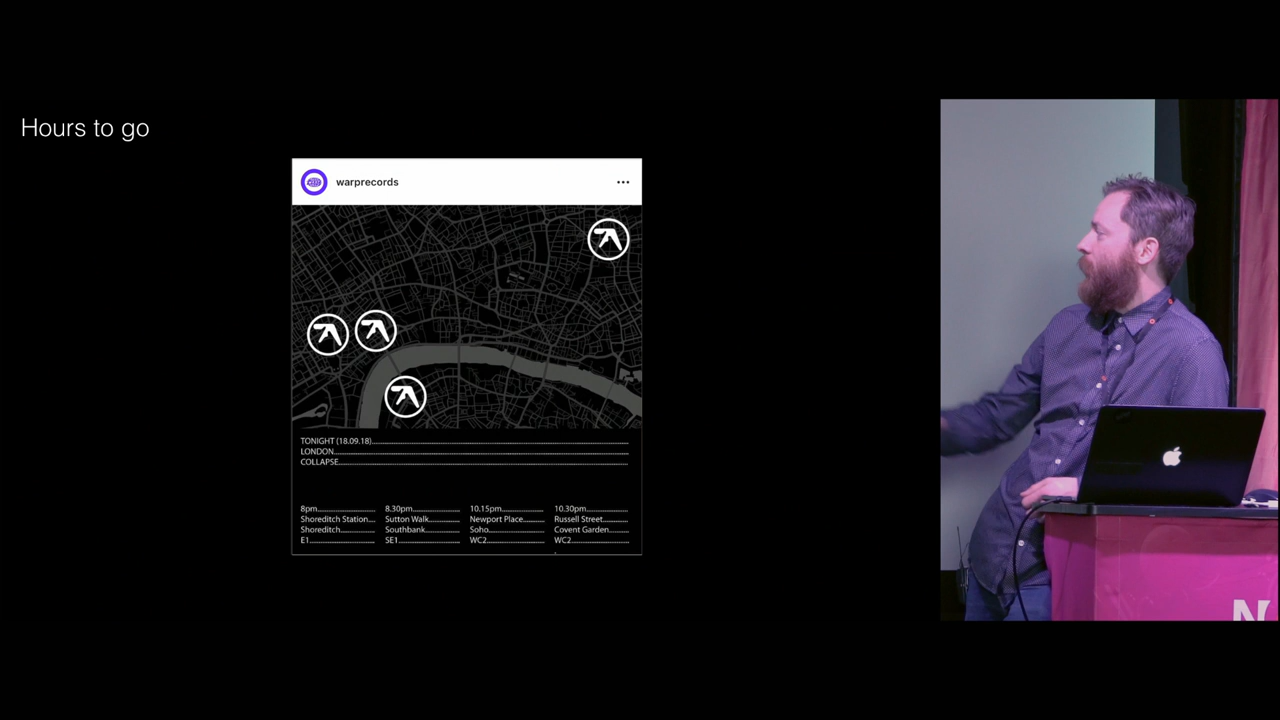 Hours to go
warprecords
TONIGHT (18.09.18)
LONDON
COLLAPSE
8pm
Shoreditch Station
Shoreditch
E1
8.30pm
Sutton Walk
Southbank
SE1
10.15pm
Newport Place
Soho
WC2
10.30pm
Russell Street
Covent Garden
WC2
N